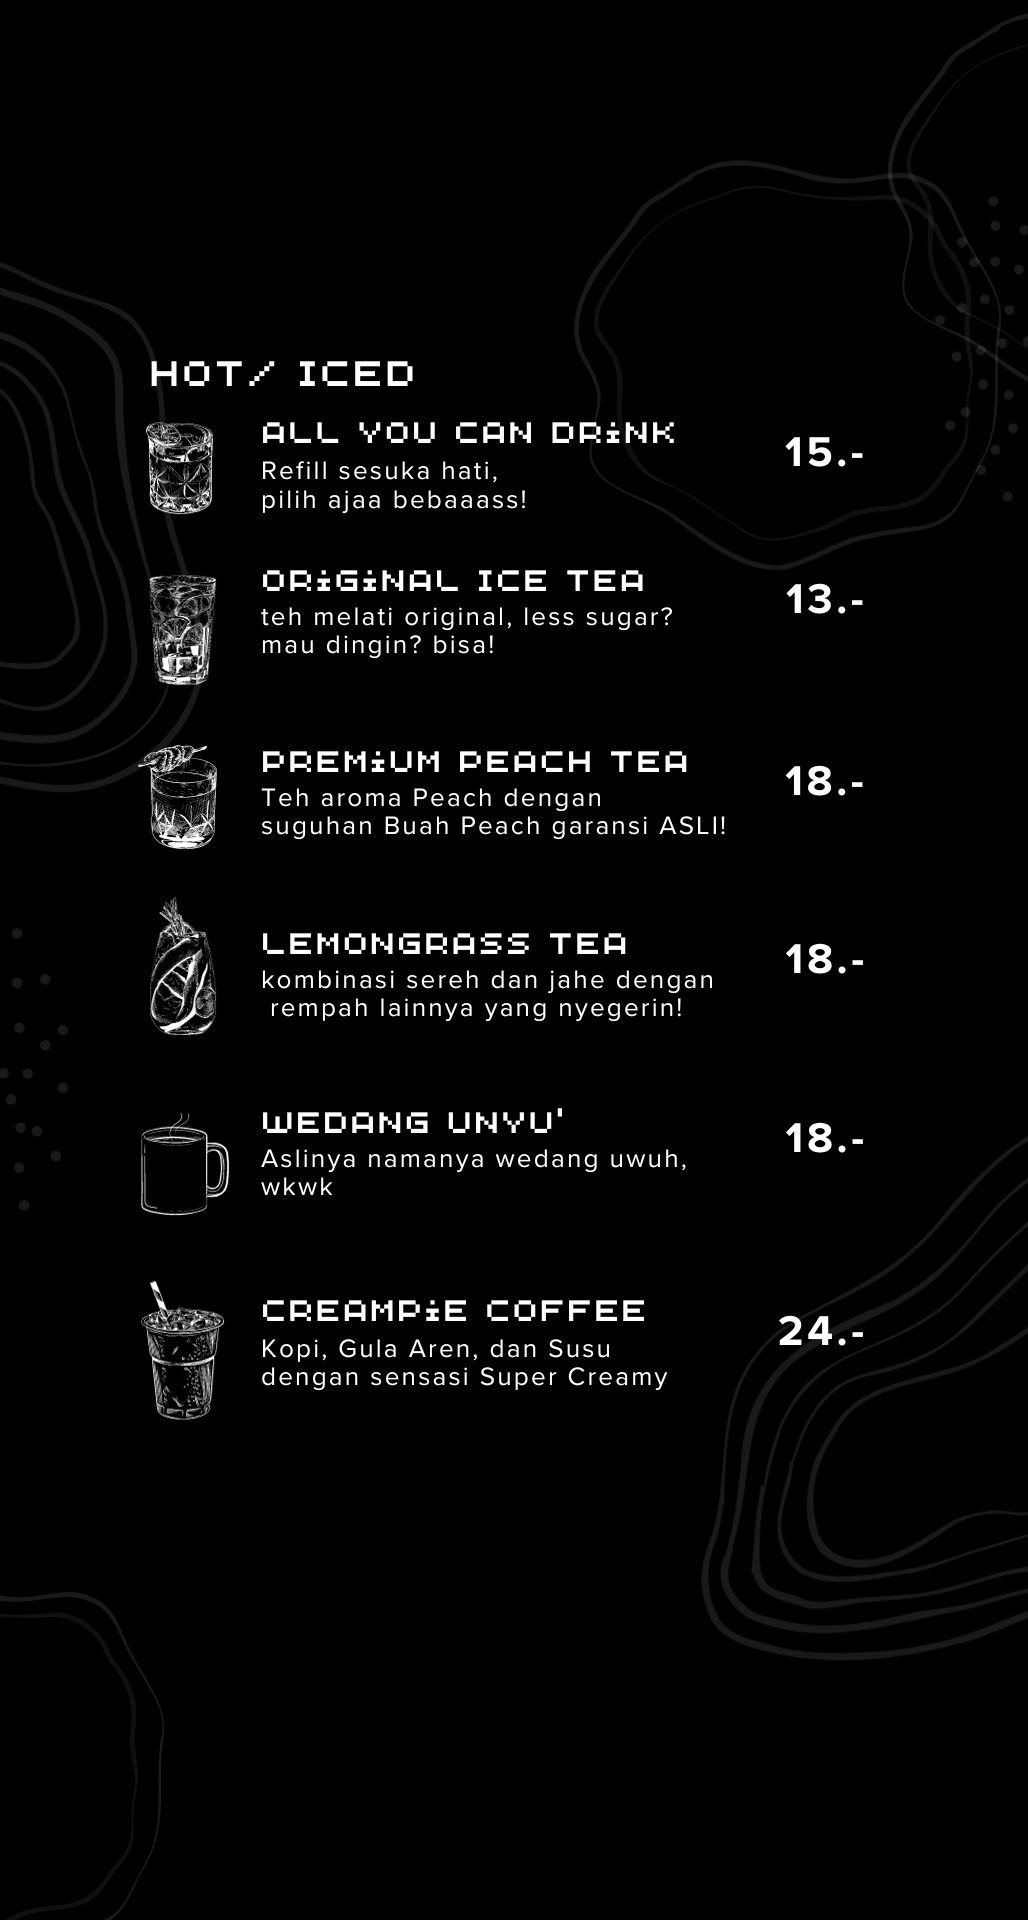 HOT/ ICED
ALL YOU CAN DRiNK
15.-
Refill sesuka hati,
pilih ajaa bebaaass!
ORiGiNAL ICE TEA
13.-
teh melati original, less sugar?
mau dingin? bisa!
PREMiUM PEACH TEA
18.-
Teh aroma Peach dengan
suguhan Buah Peach garansi ASLI!
LEMONGRASS TEA
18.-
kombinasi sereh dan jahe dengan
rempah lainnya yang nyegerin!
WEDANG UNYU'
18.-
Aslinya namanya wedang uwuh,
wkwk
CREAMPiE COFFEE
24.-
Kopi, Gula Aren, dan Susu
dengan sensasi Super Creamy